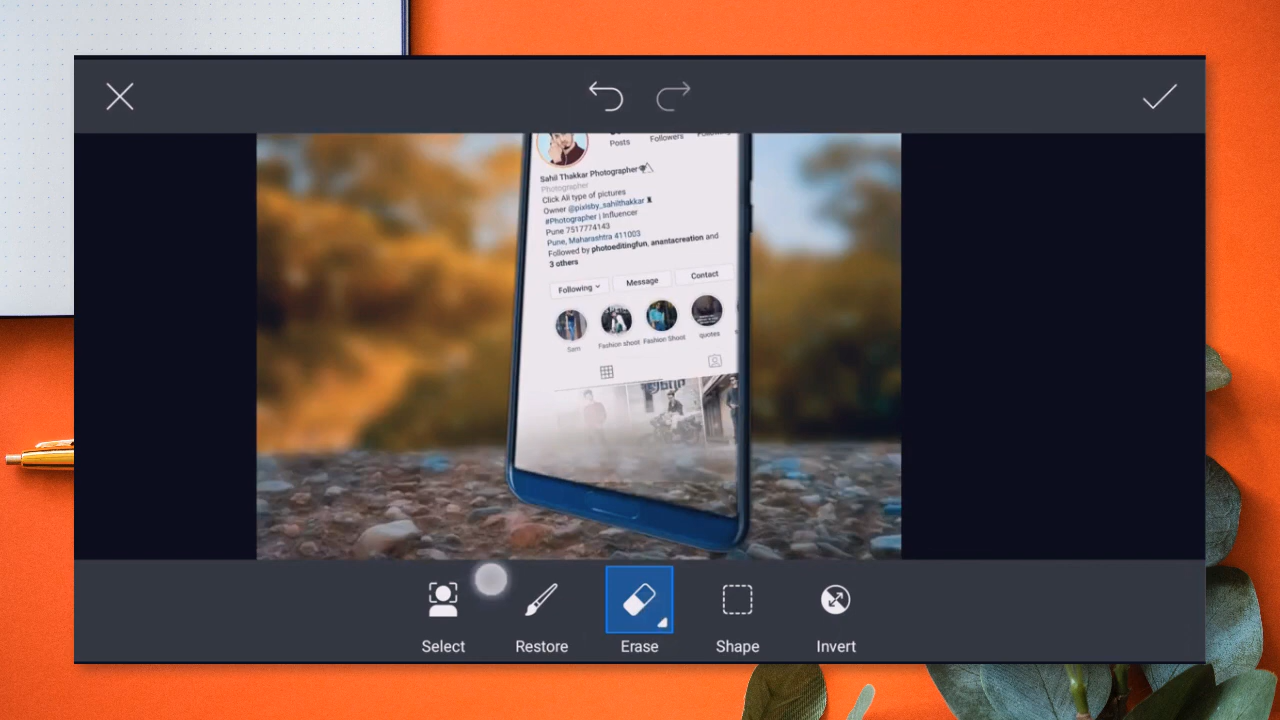 Posts
Followers
Sahil Thakkar Photographer
Photographer
Click All type of pictures
Owner @pixlsby_sahilthakkar
#Photographer | Influencer
Pune 7517774143
Pune, Maharashtra 411003
Followed by photoeditingfun, anantacreation and
3 others
Following
Message
Contact
Sam
Fashion shoot
Fashion Shoot
quotes
Select
Restore
Erase
Shape
Invert